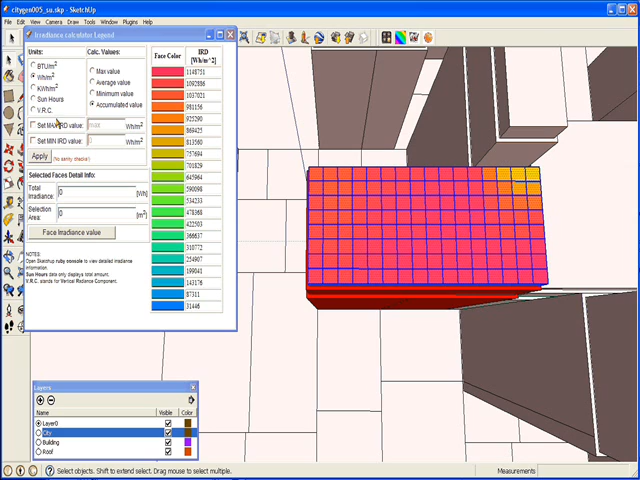 citygen005_su.skp - SketchUp
File Edit View Camera Draw Tools Window Plugins Help
Irradiance calculator Legend
Units:
BTU/m²
Wh/m²
KWh/m²
Sun Hours
V.R.C.
Calc. Values:
Max value
Average value
Minimum value
Accumulated value
Set MAX IRD value:
max
Wh/m²
Set MIN IRD value:
0
Wh/m²
Apply
(No sanity checks!)
Selected Faces Detail Info:
Total Irradiance:
0
[Wh]
Selection Area:
0
[m²]
Face Irradiance value
NOTES:
Open Sketchup ruby console to view detailed irradiance
information.
Sun Hours data only displays total amount.
V.R.C. stands for Vertical Radiance Component.
Face Color
IRD
[Wh/m^2]
1148751
1092886
1037021
981156
925290
869425
813560
757694
701829
645964
590098
534233
478368
422503
366637
310772
254907
199041
143176
87311
31446
Layers
Name Visible Color
Layer0
City
Building
Roof
Select objects. Shift to extend select. Drag mouse to select multiple.
Measurements